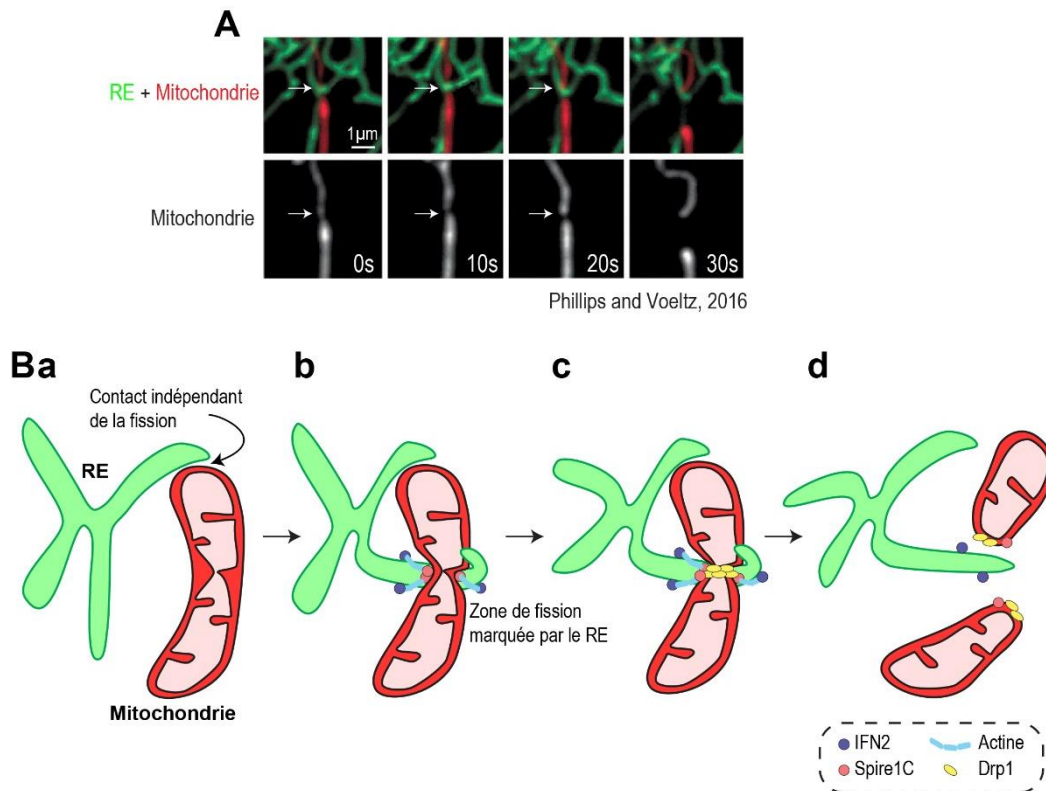 A
RE + Mitochondrie
1µm
Mitochondrie
0s
10s
20s
30s
Phillips and Voeltz, 2016
Ba
b
c
d
Contact indépendant
de la fission
RE
Zone de fission
marquée par le RE
Mitochondrie
IFN2
Actine
Spire1C
Drp1